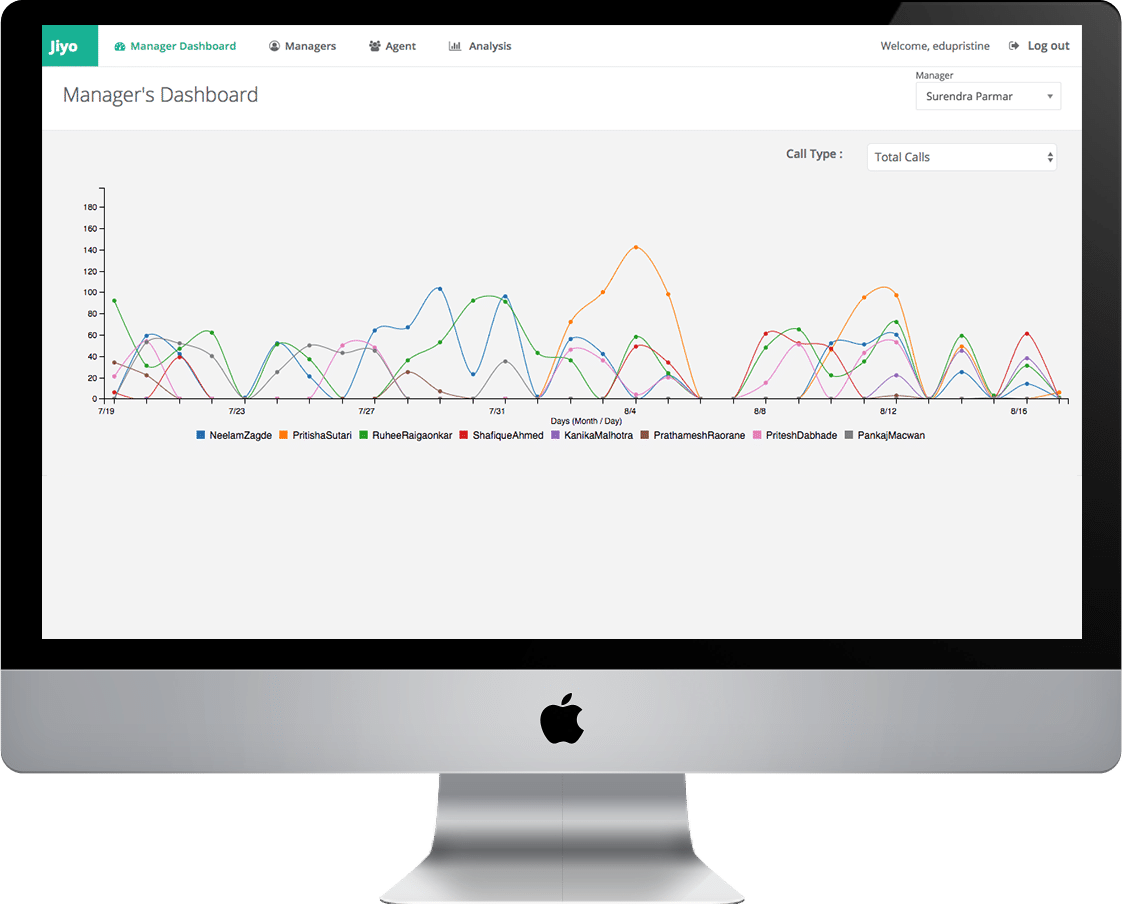 Jiyo Manager Dashboard Managers Agent Analysis Welcome, edupristine Log out
Manager
Manager's Dashboard
Surendra Parmar
Call Type :
Total Calls
180
160
140
120
100
80
60
40
20
0
7/19 7/23 7/27 7/31 8/4 8/8 8/12 8/16
Days (Month / Day)
NeelamZagde PritishaSutari RuheeRaigaonkar ShafiqueAhmed KanikaMalhotra PrathameshRaorane PriteshDabhade PankajMacwan